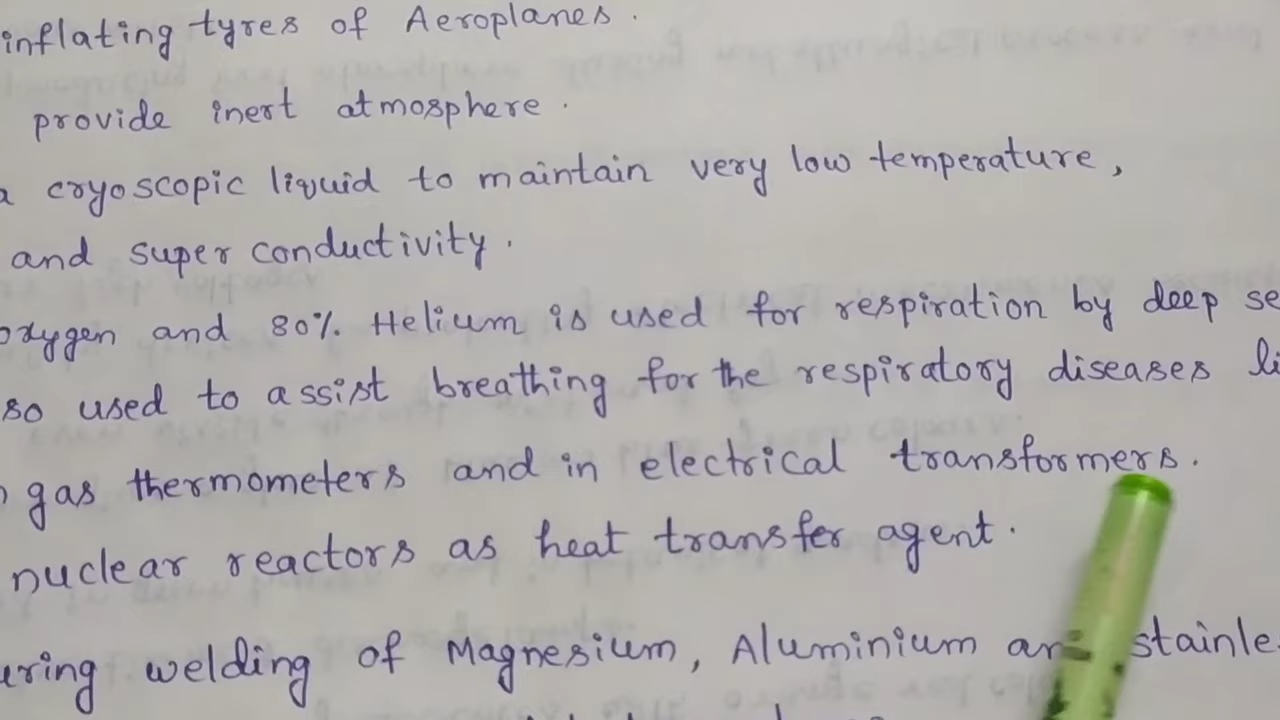 inflating tyres of Aeroplanes.
provide inert atmosphere.
a cryoscopic liquid to maintain very low temperature,
and super conductivity.
oxygen and 80% Helium is used for respiration by deep se
so used to assist breathing for the respiratory diseases li
gas thermometers and in electrical transformers.
nuclear reactors as heat transfer agent.
uring welding of Magnesium, Aluminium and stainle